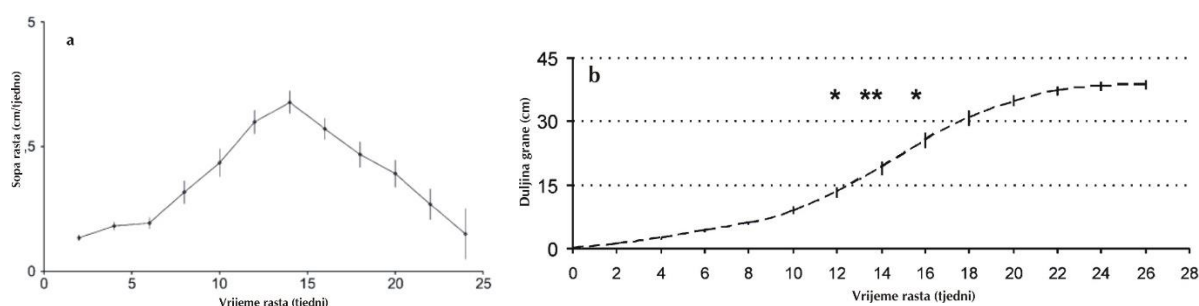 5
a
,5
0
Sopa rasta (cm/tjedno)
0 5 10 15 20 25
Vrijeme rasta (tjedni)
45
b
* ** *
30
15
0
Duljina grane (cm)
0 2 4 6 8 10 12 14 16 18 20 22 24 26 28
Vrijeme rasta (tjedni)